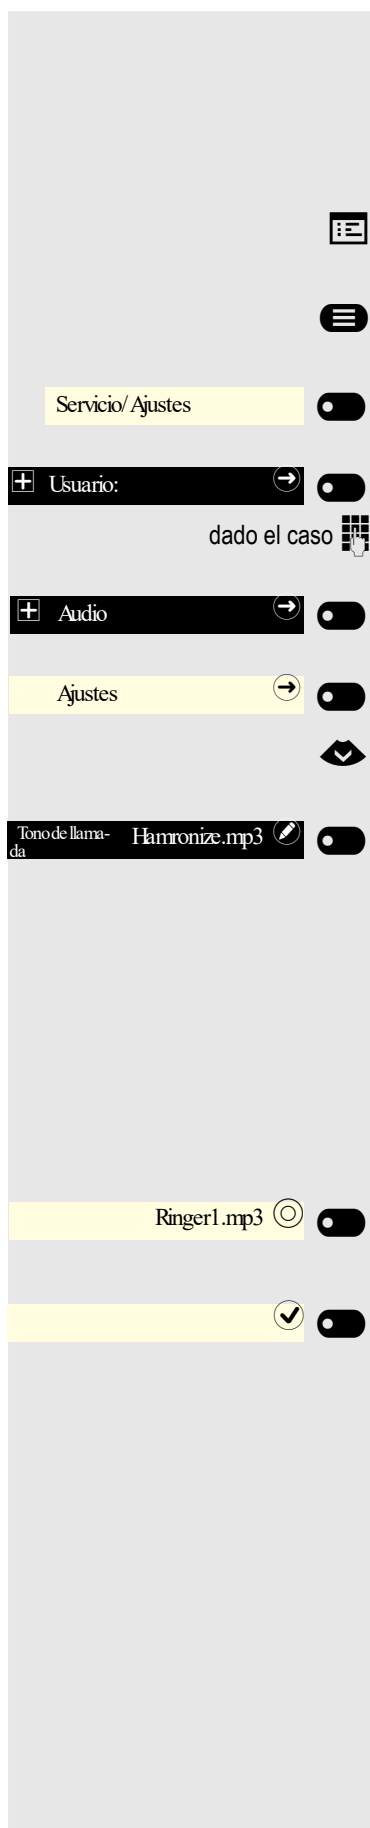 Servicio/Ajustes
Usuario:
dado el caso
Audio
Ajustes
Tono de llama-
da
Hamronize.mp3
Ringer1.mp3